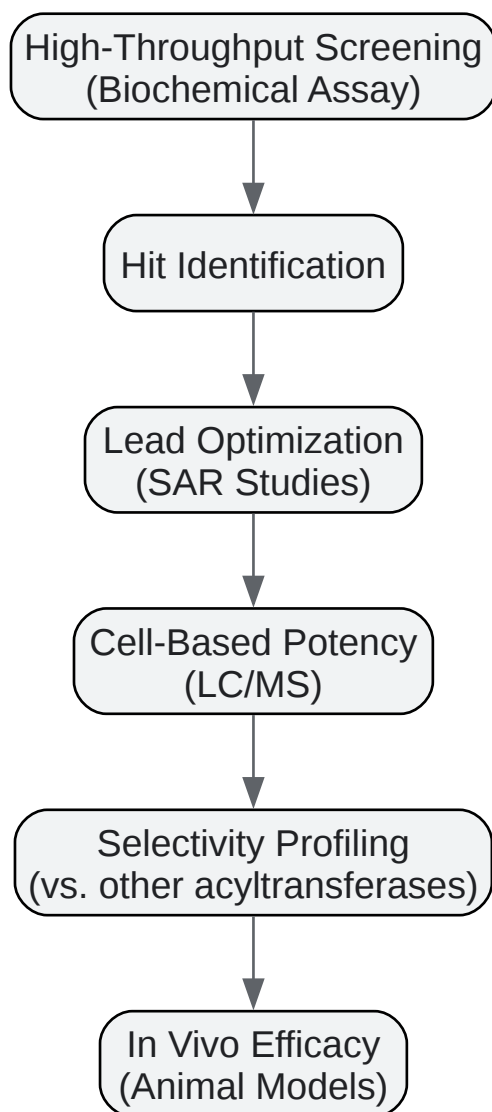 High-Throughput Screening
(Biochemical Assay)
Hit Identification
Lead Optimization
(SAR Studies)
Cell-Based Potency
(LC/MS)
Selectivity Profiling
(vs. other acyltransferases)
In Vivo Efficacy
(Animal Models)